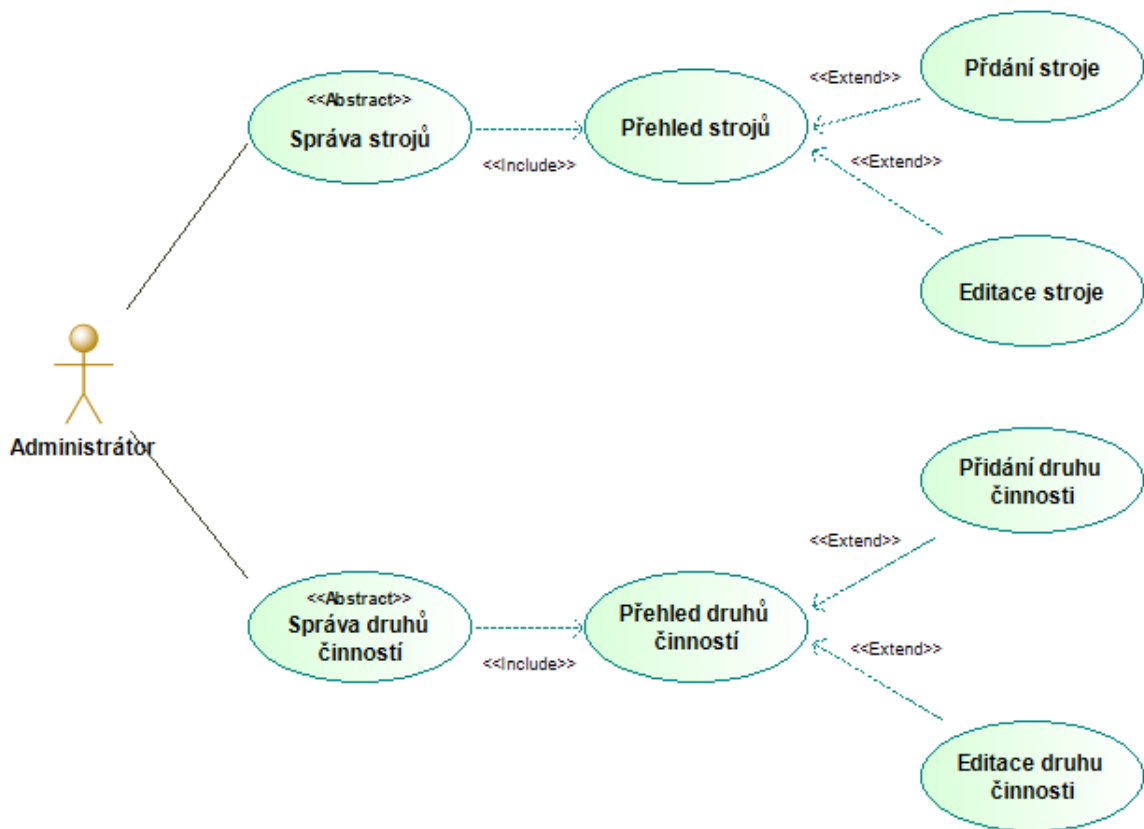 Přdání stroje
<<Extend>>
<<Abstract>>
Správa strojů
Přehled strojů
<<Include>>
<<Extend>>
Editace stroje
Administrátor
Přidání druhu
činnosti
<<Extend>>
<<Abstract>>
Správa druhů
činností
Přehled druhů
činností
<<Include>>
<<Extend>>
Editace druhu
činnosti